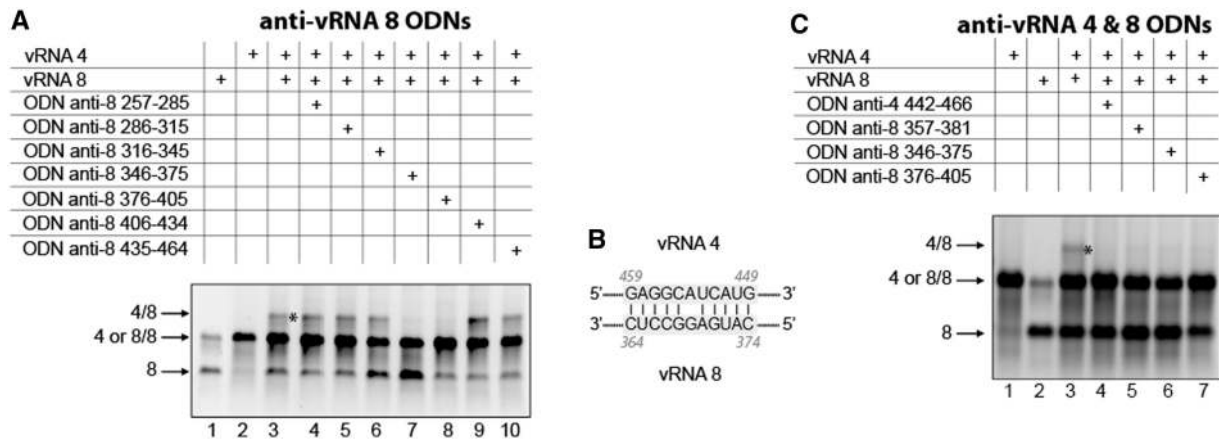 A
anti-vRNA 8 ODNs
vRNA 4 + + + + + + + + +
vRNA 8 + + + + + + + + +
ODN anti-8 257-285 +
ODN anti-8 286-315 +
ODN anti-8 316-345 +
ODN anti-8 346-375 +
ODN anti-8 376-405 +
ODN anti-8 406-434 +
ODN anti-8 435-464 +
4/8 *
4 or 8/8
8
1 2 3 4 5 6 7 8 9 10
B
vRNA 4
459 449
5' GAGGCAUCAUG 3'
3' CUCCGGAGUAC 5'
364 374
vRNA 8
C
anti-vRNA 4 & 8 ODNs
vRNA 4 + + + + + +
vRNA 8 + + + + + +
ODN anti-4 442-466 +
ODN anti-8 357-381 +
ODN anti-8 346-375 +
ODN anti-8 376-405 +
4/8 *
4 or 8/8
8
1 2 3 4 5 6 7